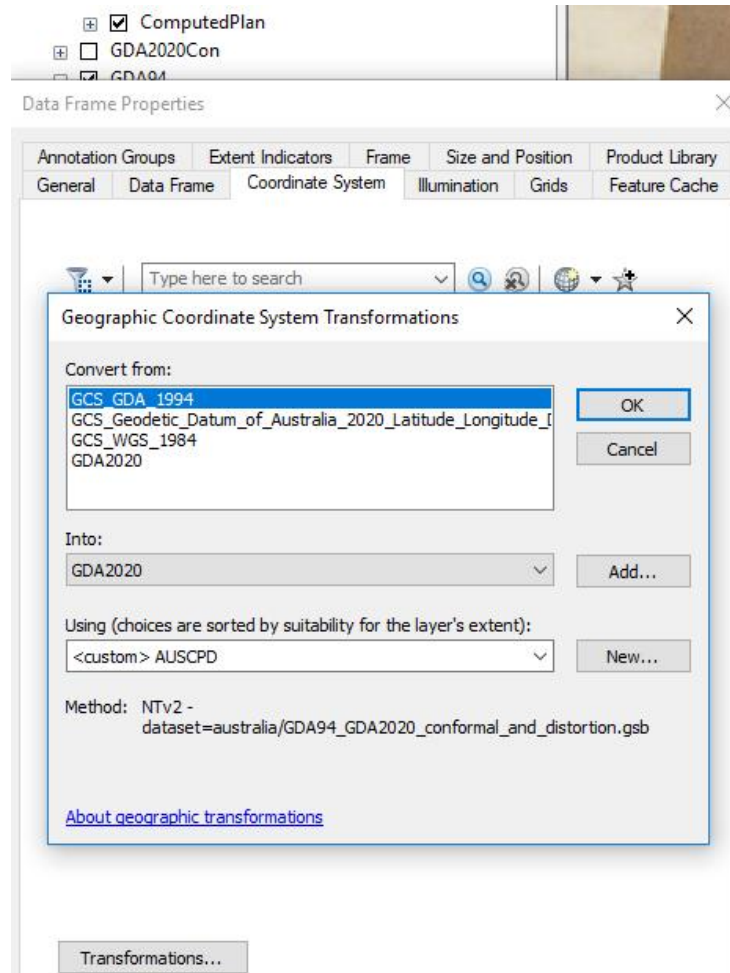 ComputedPlan
GDA2020Con
GDA94
Data Frame Properties
Annotation Groups Extent Indicators Frame Size and Position Product Library
General Data Frame Coordinate System Illumination Grids Feature Cache
Type here to search
Geographic Coordinate System Transformations
Convert from:
GCS_GDA_1994
OK
GCS_Geodetic_Datum_of_Australia_2020_Latitude_Longitude_[
GCS_WGS_1984
Cancel
GDA2020
Into:
GDA2020 Add...
Using (choices are sorted by suitability for the layer's extent):
<custom> AUSCPD New...
Method: NTv2 -
dataset=australia/GDA94_GDA2020_conformal_and_distortion.gsb
About geographic transformations
Transformations...